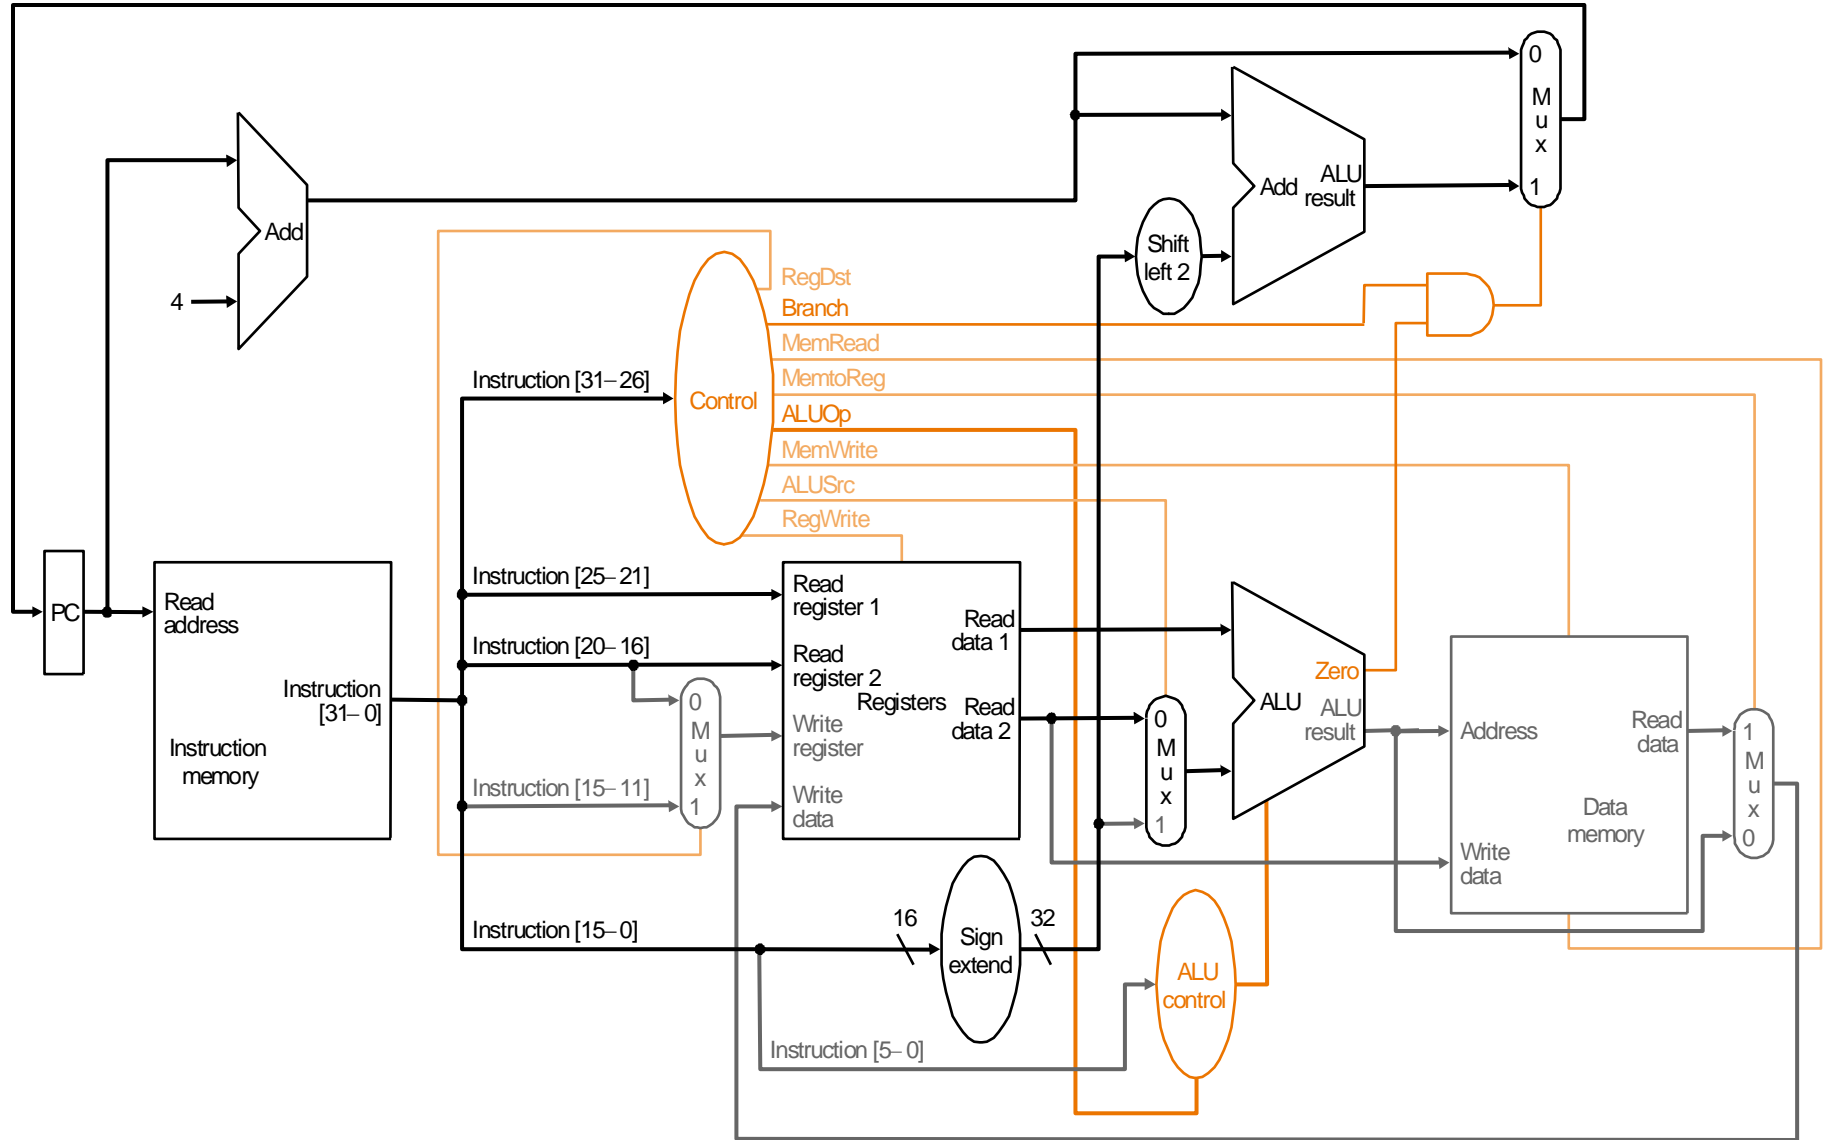 0
M
u
x
1
Add
ALU
result
Add
4
Shift
left 2
RegDst
Branch
MemRead
MemtoReg
ALUOp
MemWrite
ALUSrc
RegWrite
Control
Instruction [31–26]
Instruction [25–21]
Instruction [20–16]
Instruction [15–11]
Instruction [15–0]
Instruction [5–0]
PC
Read
address
Instruction
[31–0]
Instruction
memory
0
M
u
x
1
Read
register 1
Read
register 2
Write
register
Write
data
Registers
Read
data 1
Read
data 2
0
M
u
x
1
Zero
ALU
ALU
result
Address
Write
data
Read
data
Data
memory
1
M
u
x
0
16
Sign
extend
32
ALU
control